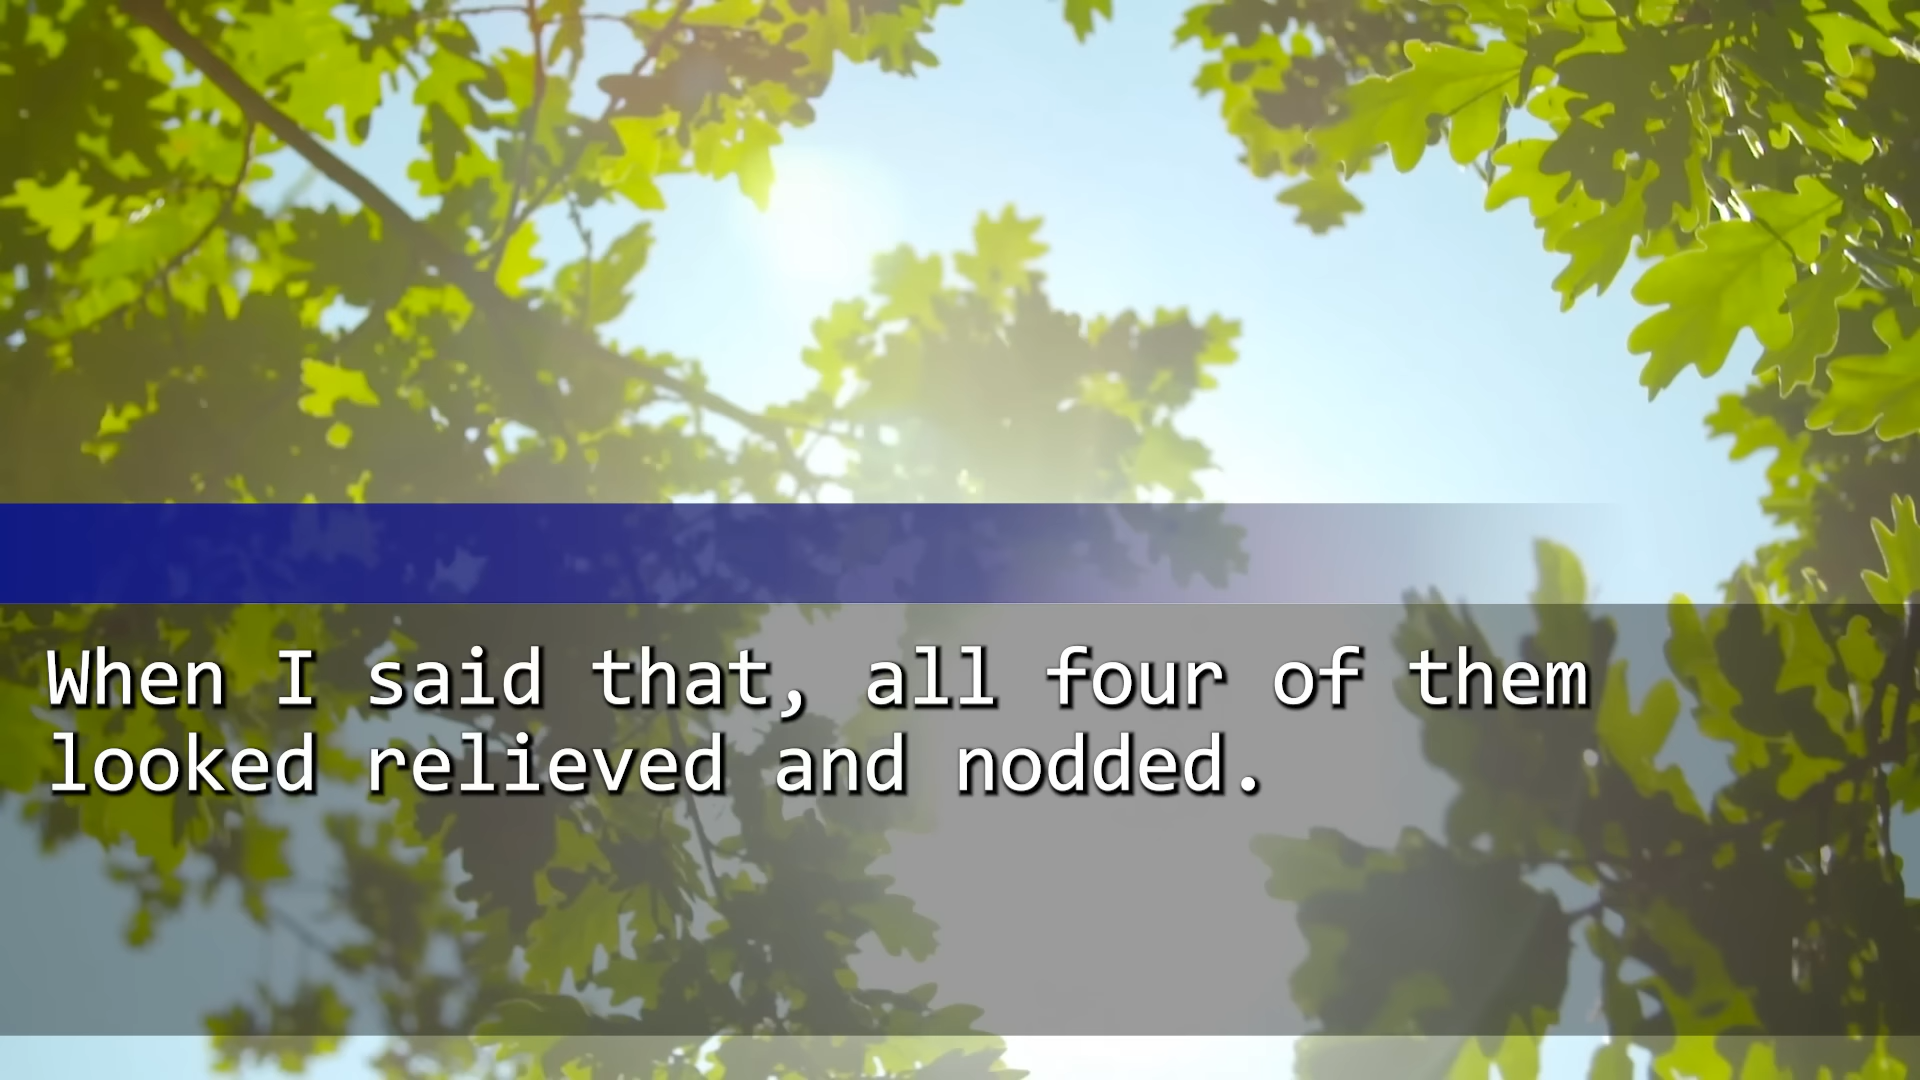 When I said that, all four of them
looked relieved and nodded.